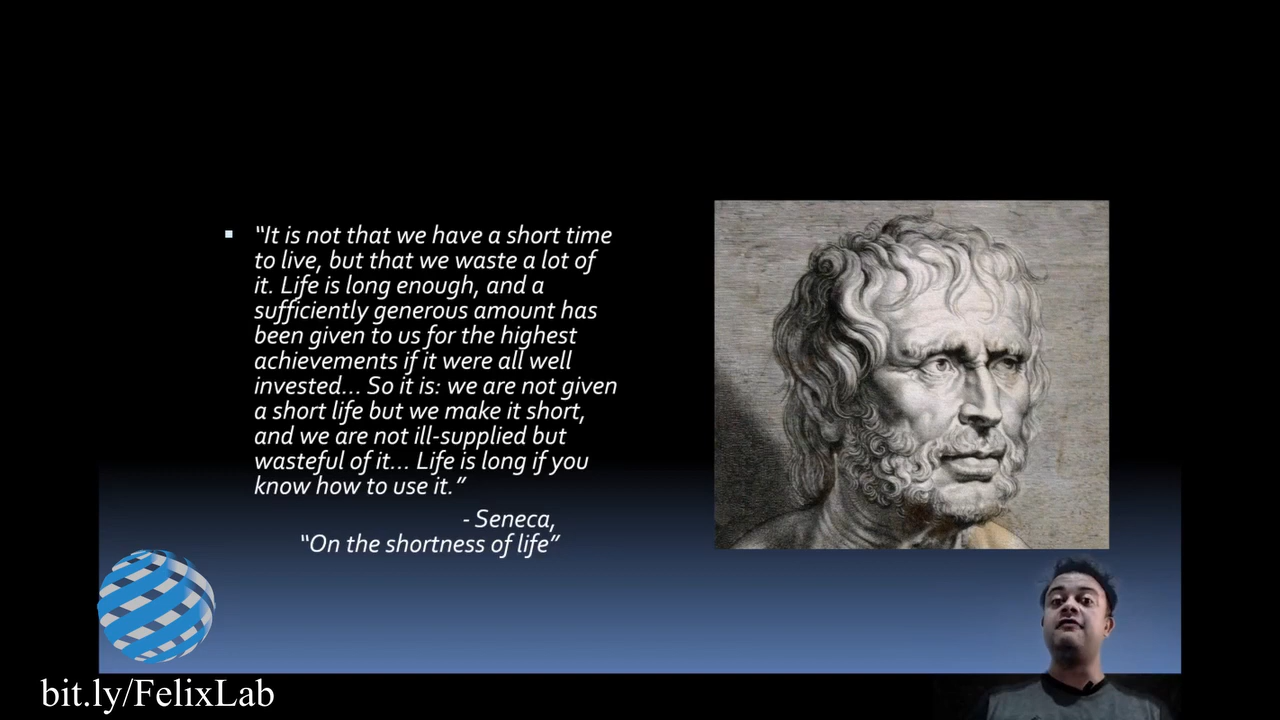 “It is not that we have a short time
to live, but that we waste a lot of
it. Life is long enough, and a
sufficiently generous amount has
been given to us for the highest
achievements if it were all well
invested... So it is: we are not given
a short life but we make it short,
and we are not ill-supplied but
wasteful of it... Life is long if you
know how to use it.”
- Seneca,
“On the shortness of life”
bit.ly/FelixLab